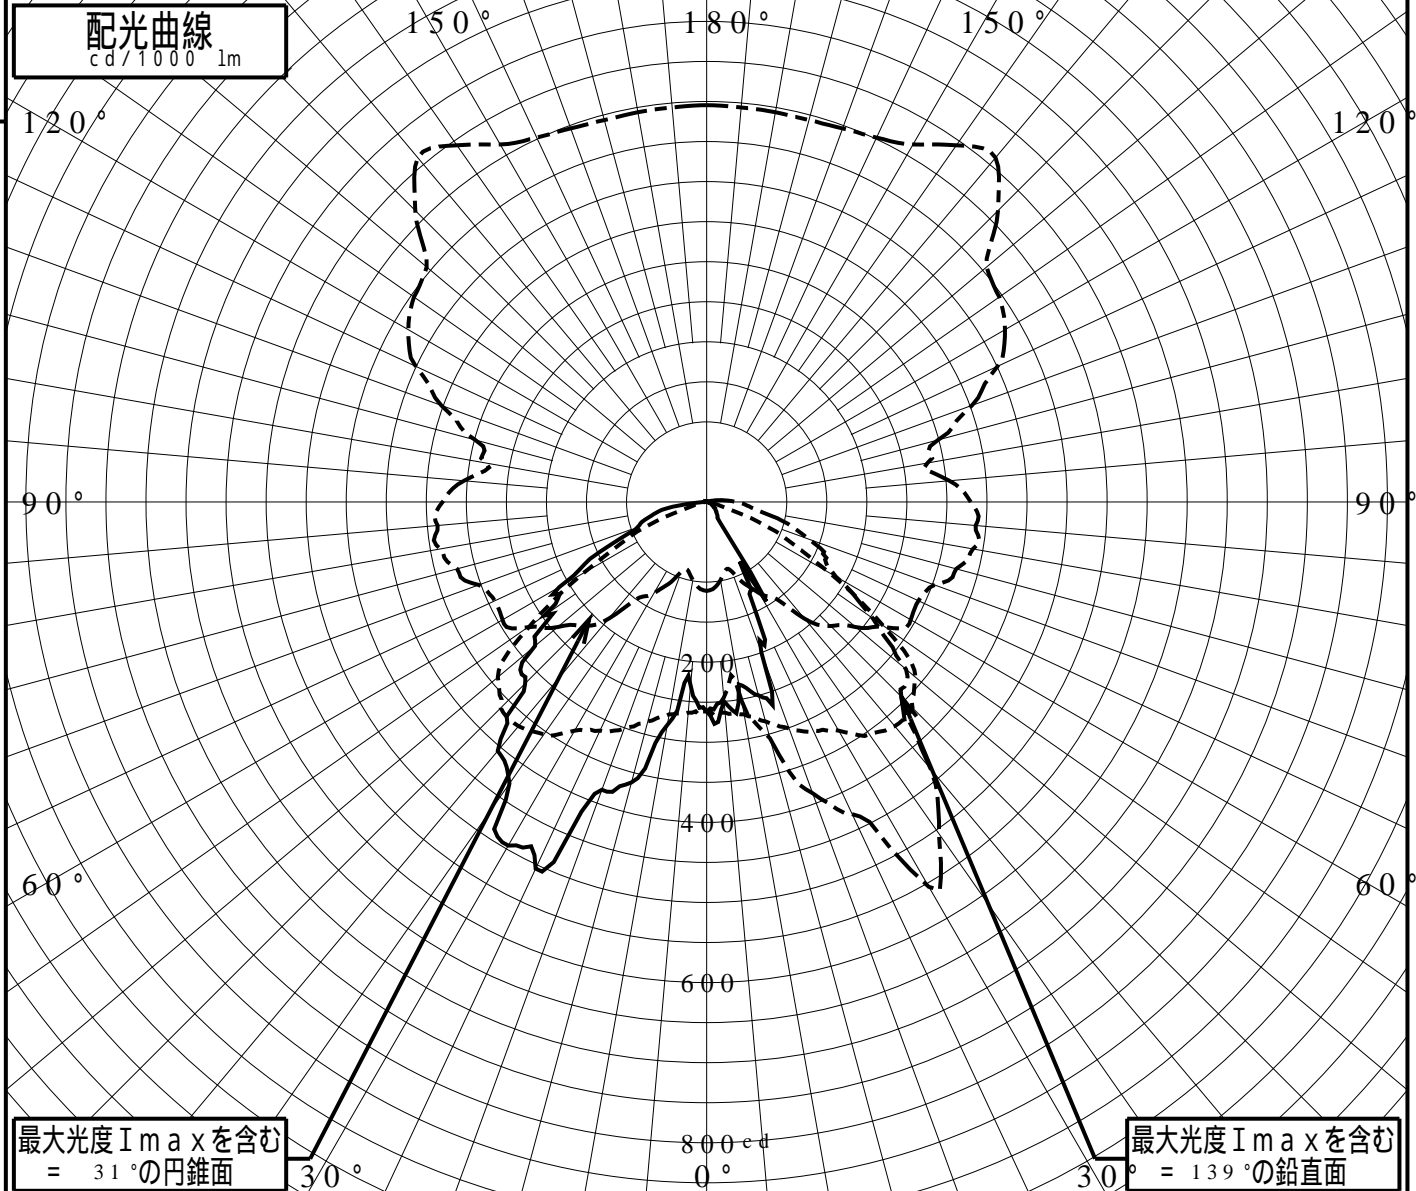 配光曲線
cd/1000 lm
150° 180° 150°
120° 120°
90° 90°
200
400
60° 60°
600
800cd
最大光度Ｉｍａｘを含む
= 31°の円錐面
30° 0° 30°
最大光度Ｉｍａｘを含む
= 139°の鉛直面